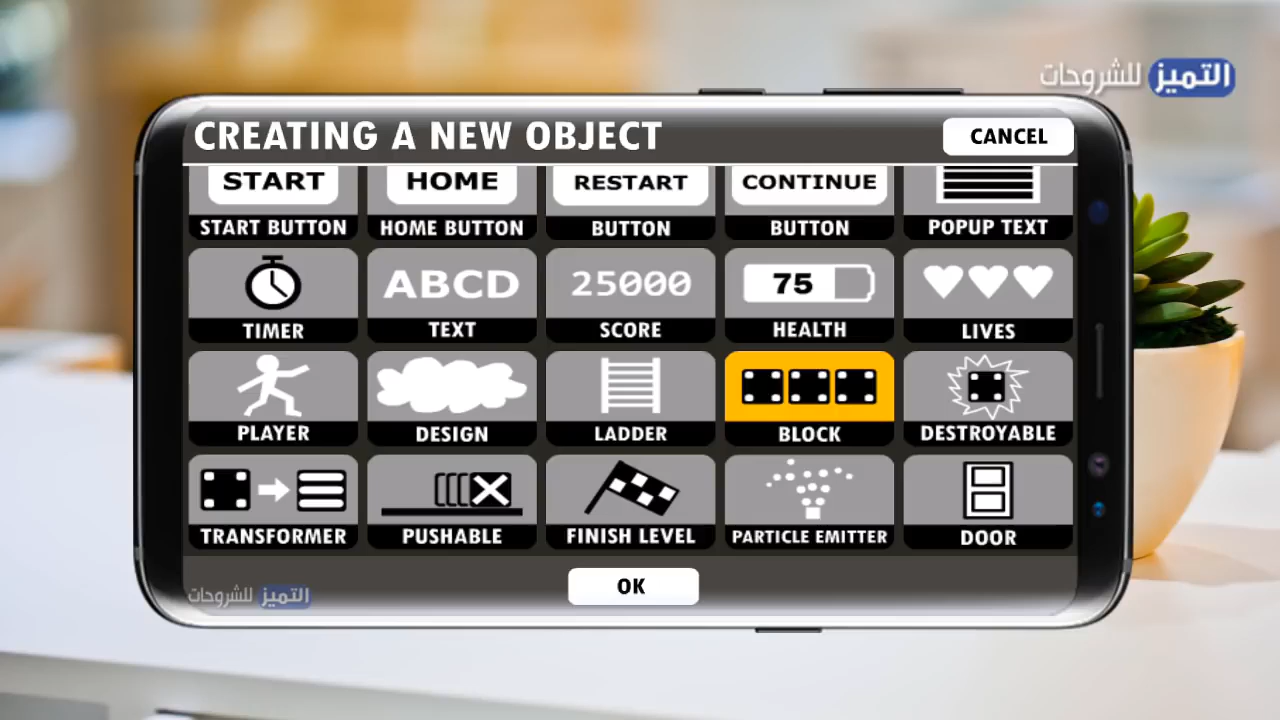 التميز للشروحات
CREATING A NEW OBJECT
CANCEL
START
HOME
RESTART
CONTINUE
START BUTTON
HOME BUTTON
BUTTON
BUTTON
POPUP TEXT
ABCD
25000
75
TIMER
TEXT
SCORE
HEALTH
LIVES
PLAYER
DESIGN
LADDER
BLOCK
DESTROYABLE
TRANSFORMER
PUSHABLE
FINISH LEVEL
PARTICLE EMITTER
DOOR
OK
التميز للشروحات